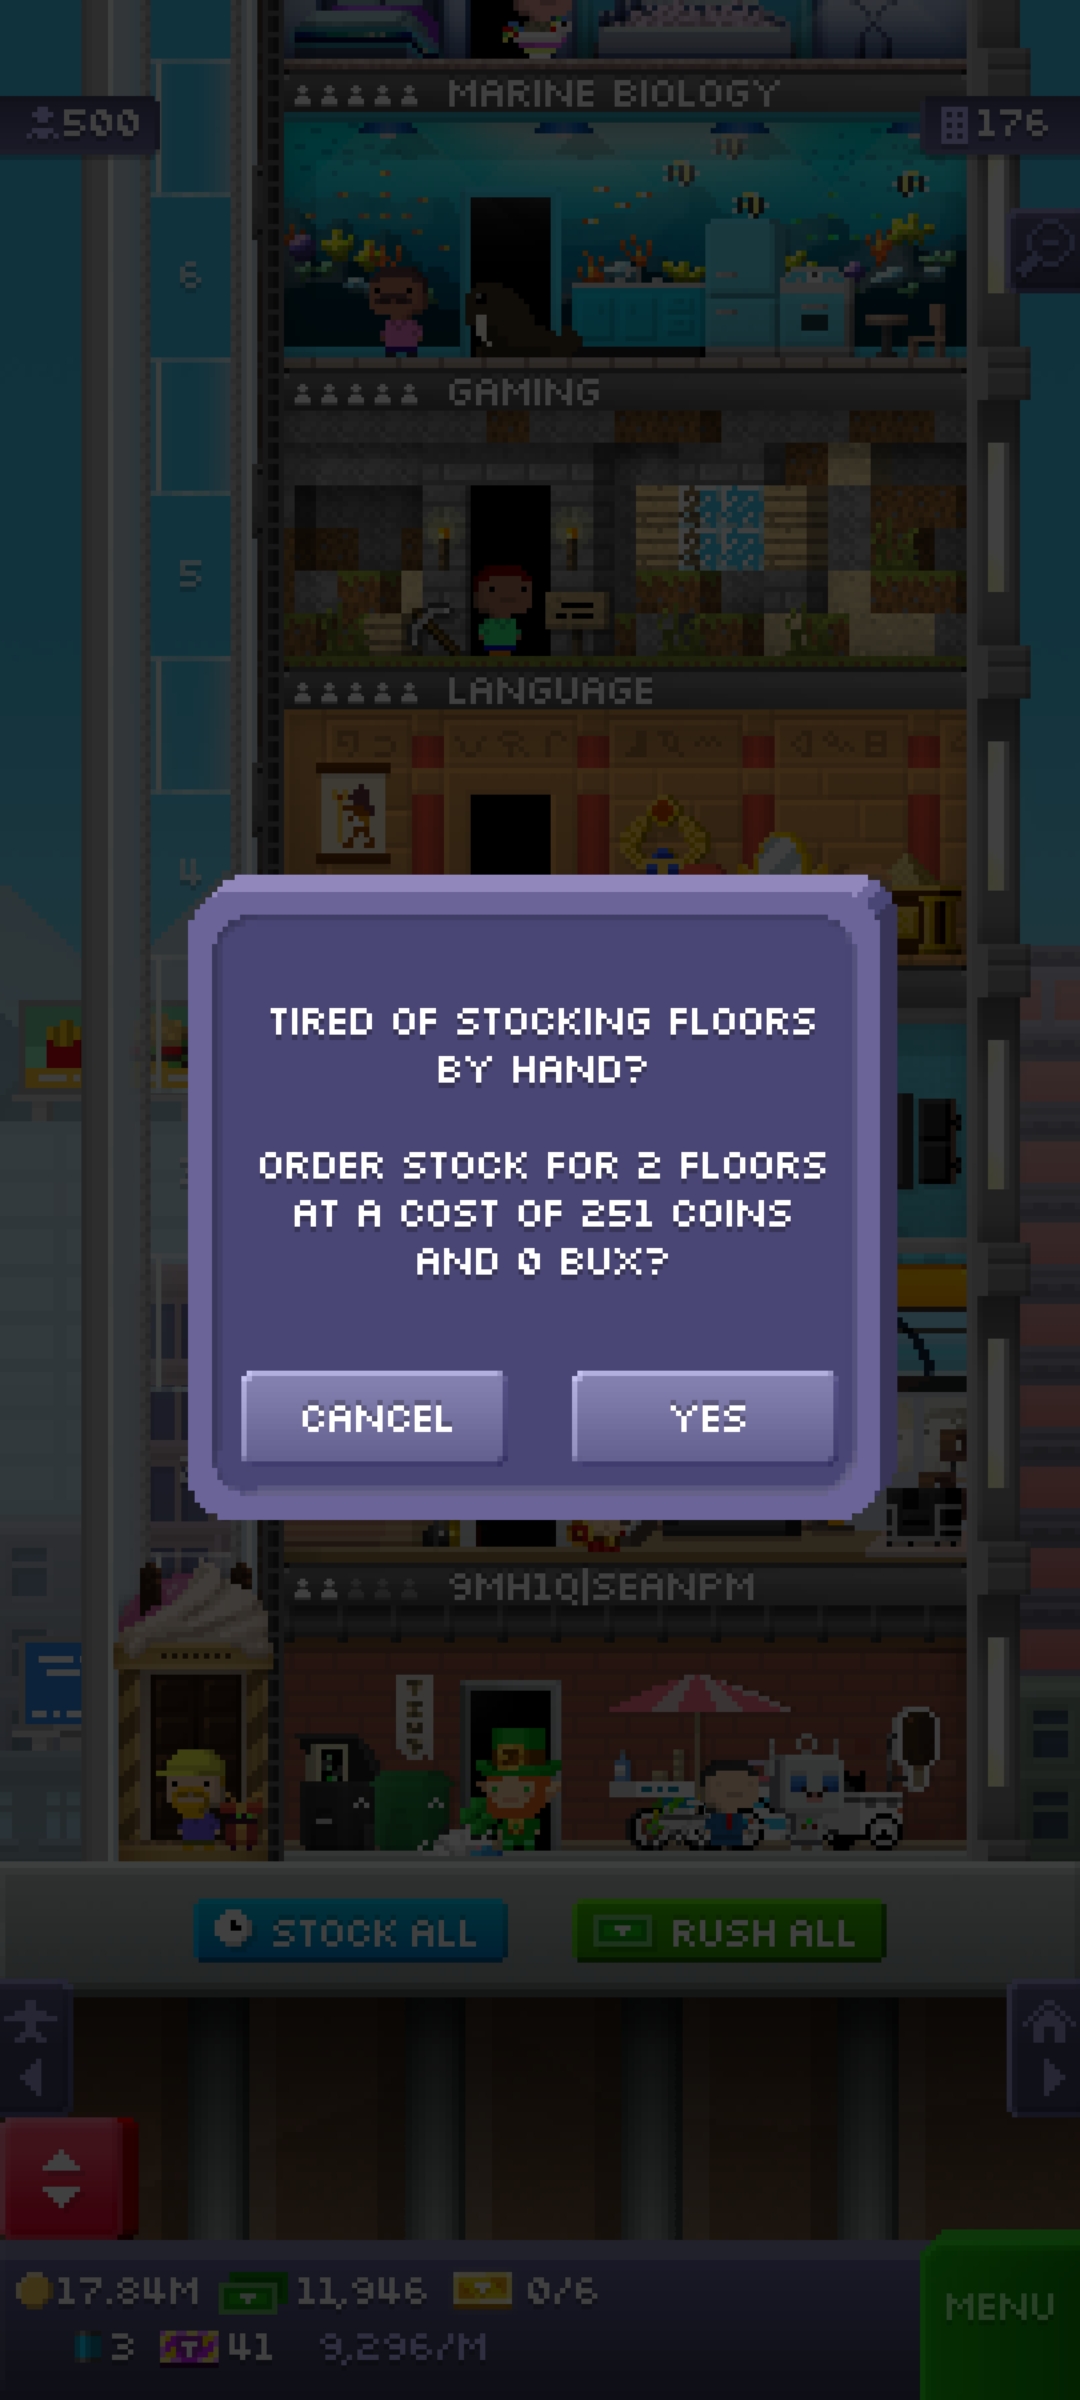 MARINE BIOLOGY
500
176
6
GAMING
5
LANGUAGE
4
TIRED OF STOCKING FLOORS
BY HAND?
ORDER STOCK FOR 2 FLOORS
AT A COST OF 251 COINS
AND 0 BUX?
CANCEL
YES
9MH1Q|SEANPM
STOCK ALL
RUSH ALL
17.84M
11,946
0/6
MENU
3
T
41
9,296/M